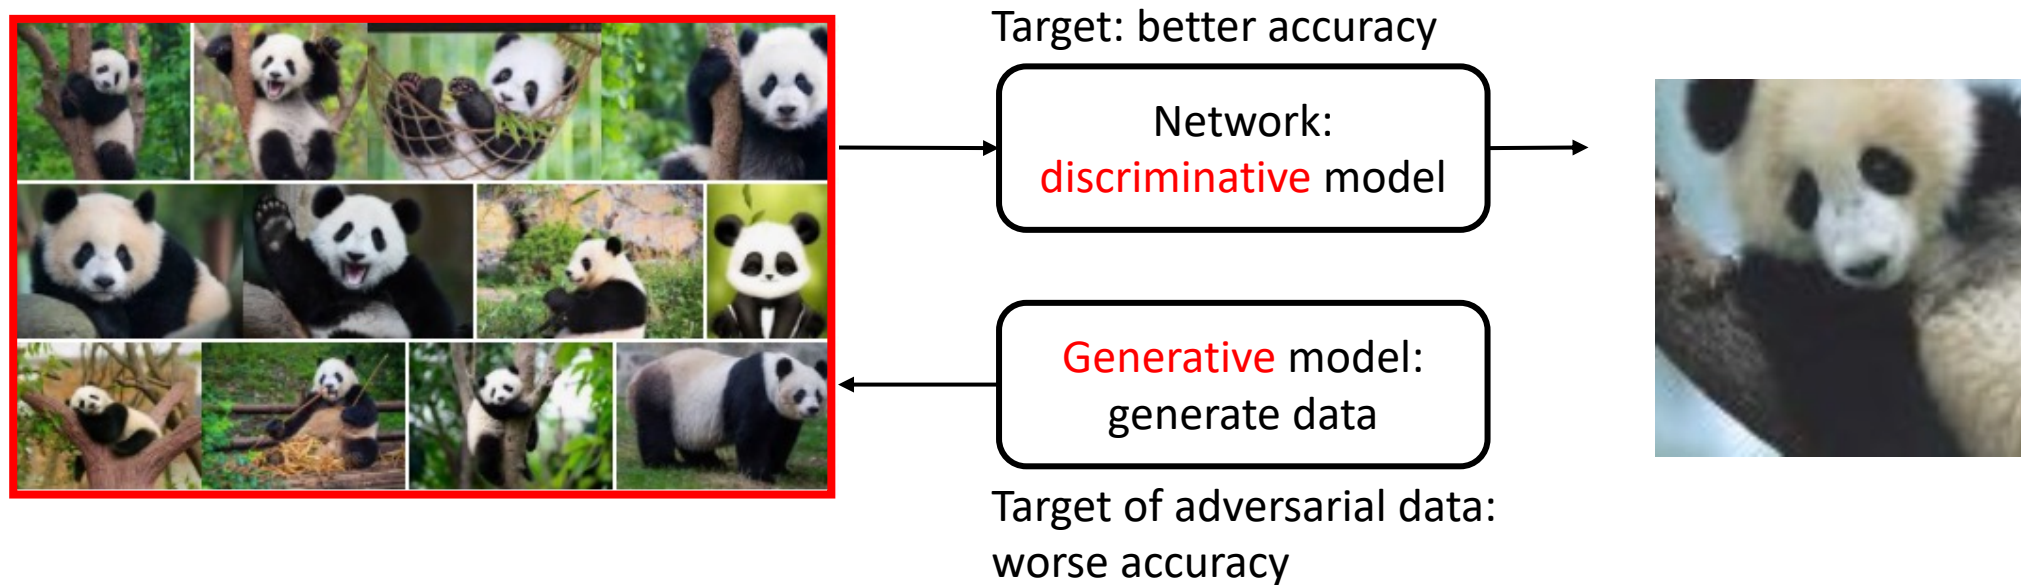 Target: better accuracy
Network:
discriminative model
Generative model:
generate data
Target of adversarial data:
worse accuracy